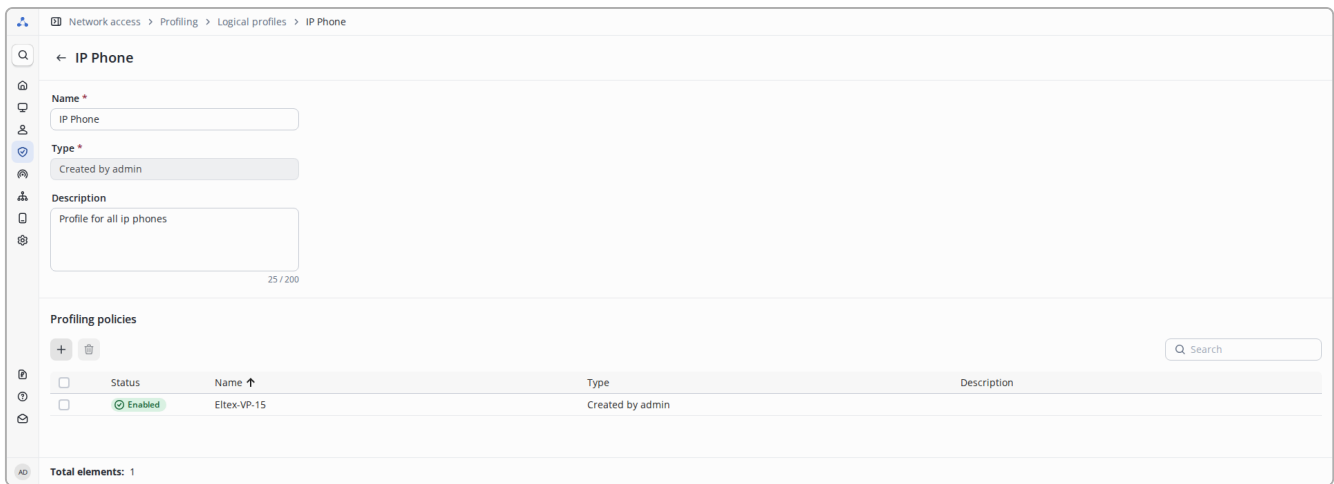 Network access > Profiling > Logical profiles > IP Phone
← IP Phone
Name *
IP Phone
Type *
Created by admin
Description
Profile for all ip phones
25 / 200
Profiling policies
Search
Status Name ↑ Type Description
Enabled Eltex-VP-15 Created by admin
AD
Total elements: 1